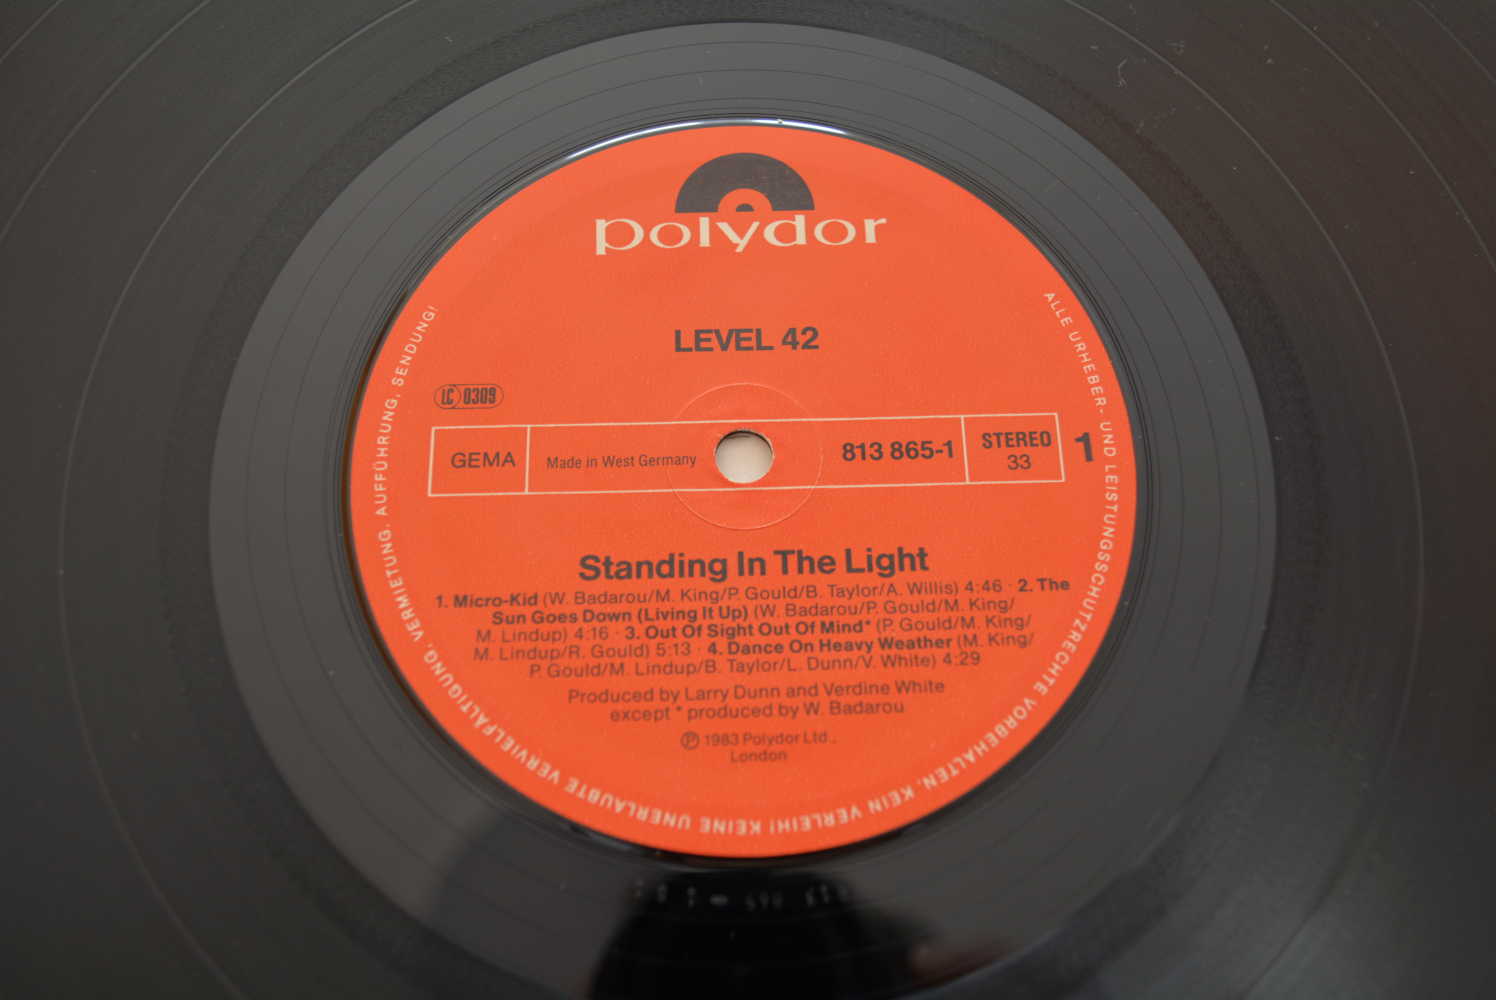 polydor
LEVEL 42
LC 0309
GEMA
Made in West Germany
813 865-1
STEREO
33
1
Standing In The Light
1. Micro-Kid (W. Badarou/M. King/P. Gould/B. Taylor/A. Willis) 4:46 · 2. The
Sun Goes Down (Living It Up) (W. Badarou/P. Gould/M. King/
M. Lindup) 4:16 · 3. Out Of Sight Out Of Mind* (P. Gould/M. King/
M. Lindup/R. Gould) 5:13 · 4. Dance On Heavy Weather (M. King/
P. Gould/M. Lindup/B. Taylor/L. Dunn/V. White) 4:29
Produced by Larry Dunn and Verdine White
except * produced by W. Badarou
℗ 1983 Polydor Ltd.,
London
ALLE URHEBER- UND LEISTUNGSSCHUTZRECHTE VORBEHALTEN. KEIN VERLEIH! KEINE UNERLAUBTE VERVIELFÄLTIGUNG, VERMIETUNG, AUFFÜHRUNG, SENDUNG!